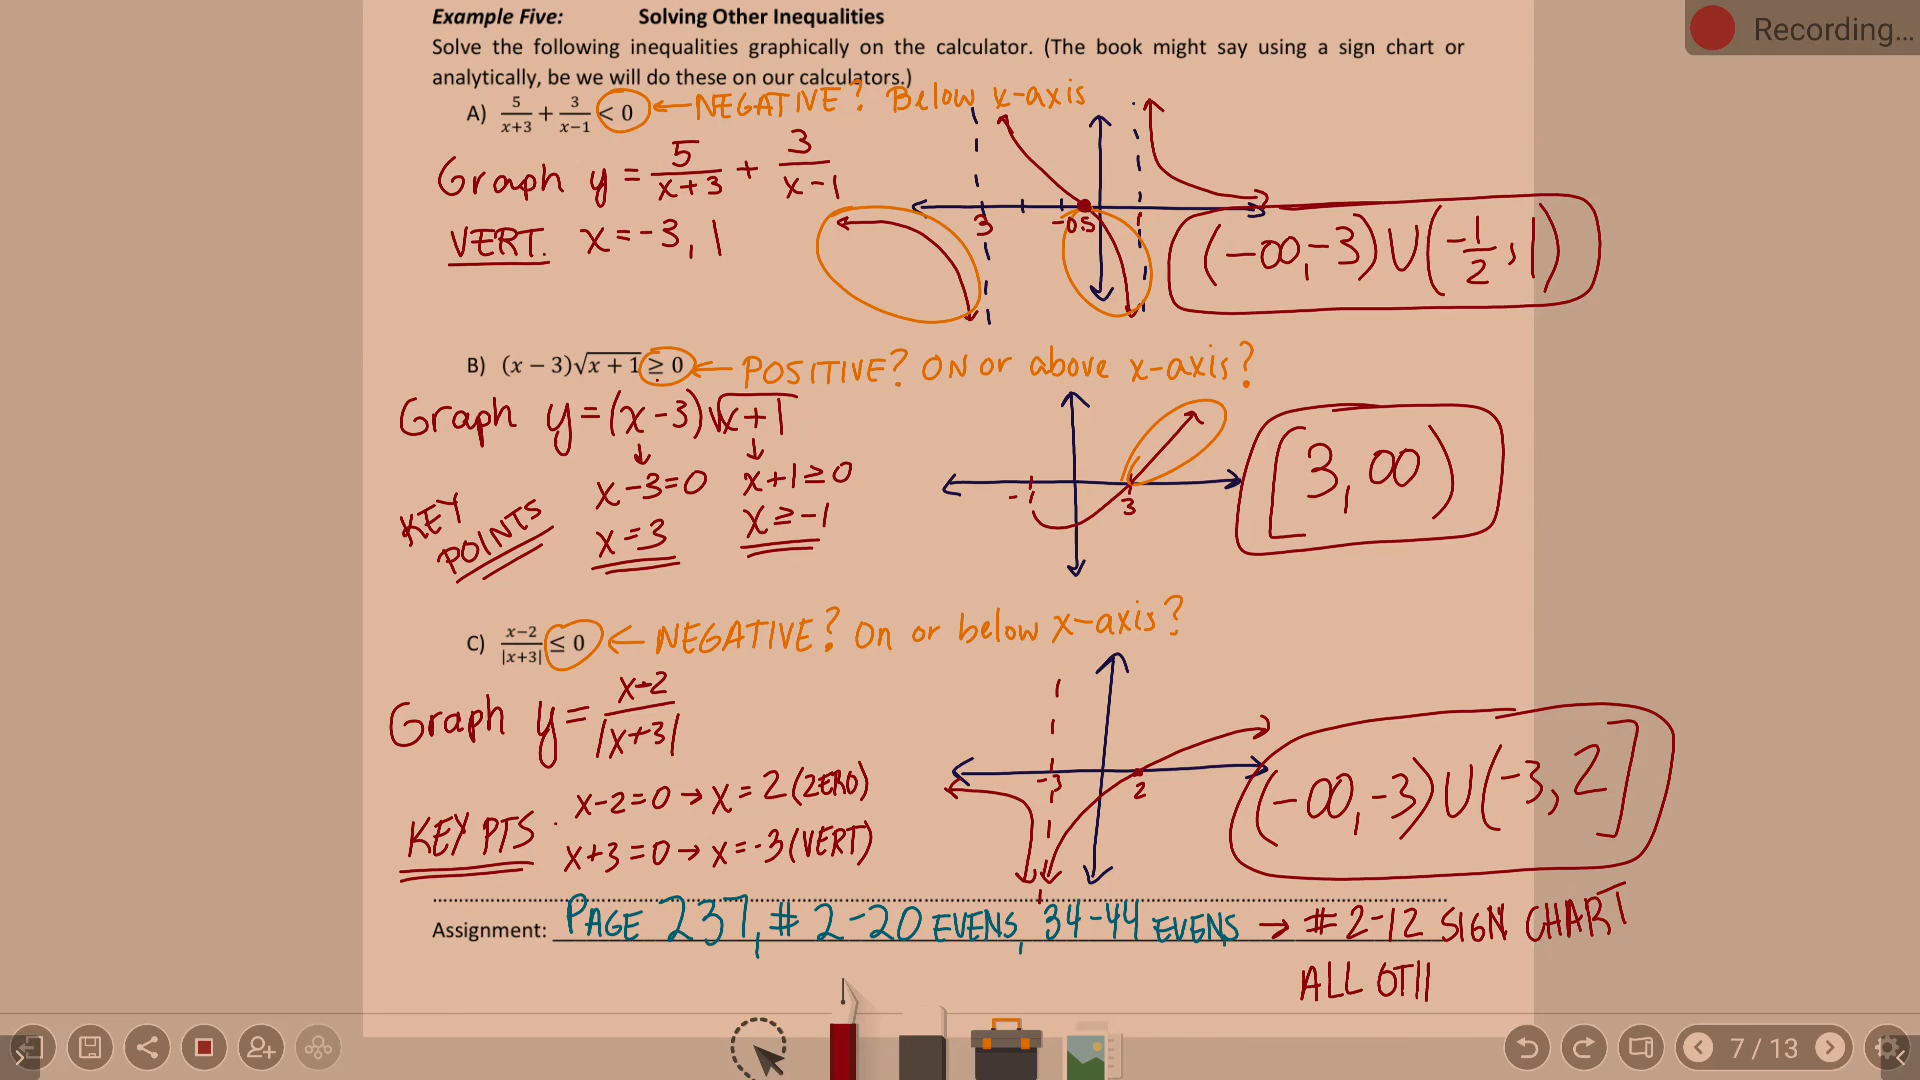 Example Five: Solving Other Inequalities
Recording...
Solve the following inequalities graphically on the calculator. (The book might say using a sign chart or
analytically, be we will do these on our calculators.)
A) 5/(x+3) + 3/(x−1) < 0 ← NEGATIVE? Below x-axis
Graph y = 5/(x+3) + 3/(x-1)
VERT. x = -3, 1
3 -0.5
(-∞, -3) ∪ (-1/2, 1)
B) (x − 3)√(x + 1) ≥ 0 ← POSITIVE? ON or above x-axis?
Graph y = (x-3)√(x+1)
KEY POINTS
x-3=0 x+1≥0
x=3 x≥-1
-1 3
[3, ∞)
C) (x−2)/|x+3| ≤ 0 ← NEGATIVE? On or below x-axis?
Graph y = (x-2)/|x+3|
KEY PTS
x-2=0 → x=2 (ZERO)
x+3=0 → x=-3 (VERT)
-3 2
(-∞, -3) ∪ (-3, 2]
Assignment: PAGE 237, # 2-20 EVENS, 34-44 EVENS → # 2-12 SIGN CHART
ALL OTH
7 / 13